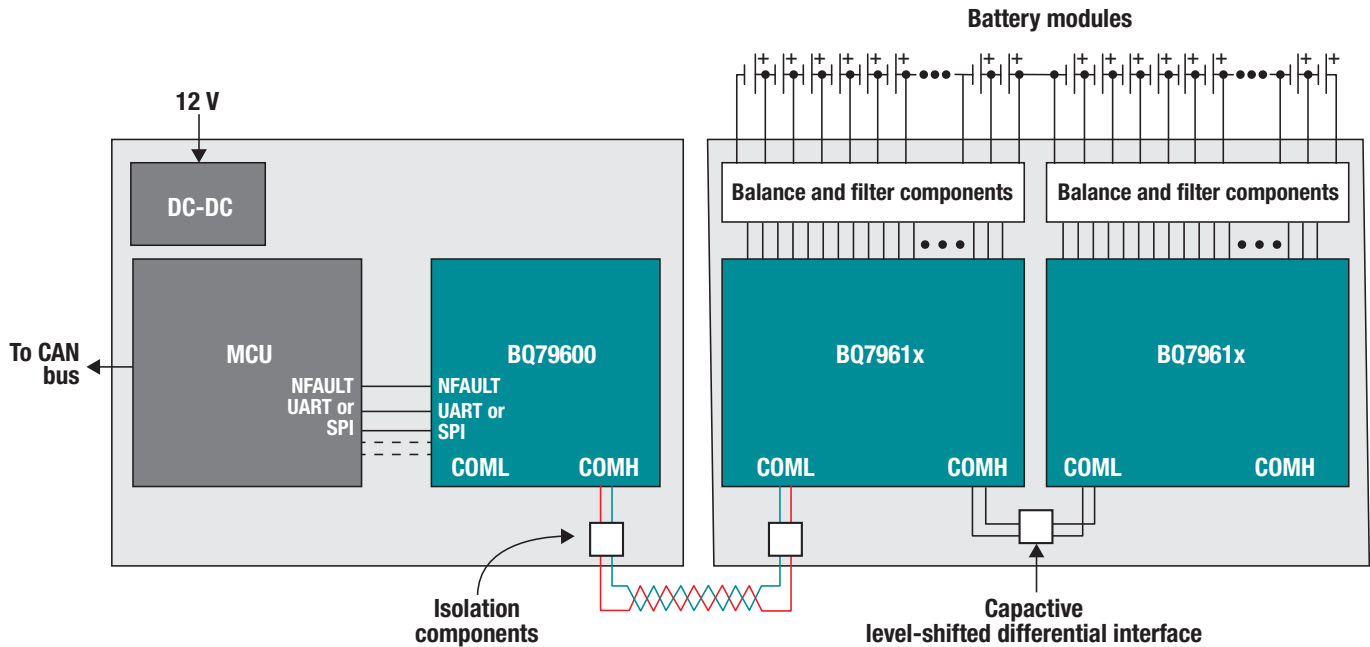 Battery modules
12 V
DC-DC
Balance and filter components
Balance and filter components
MCU
BQ79600
BQ7961x
BQ7961x
To CAN
bus
NFAULT
UART or
SPI
NFAULT
UART or
SPI
COML
COMH
COML
COMH
COML
COMH
Isolation
components
Capactive
level-shifted differential interface